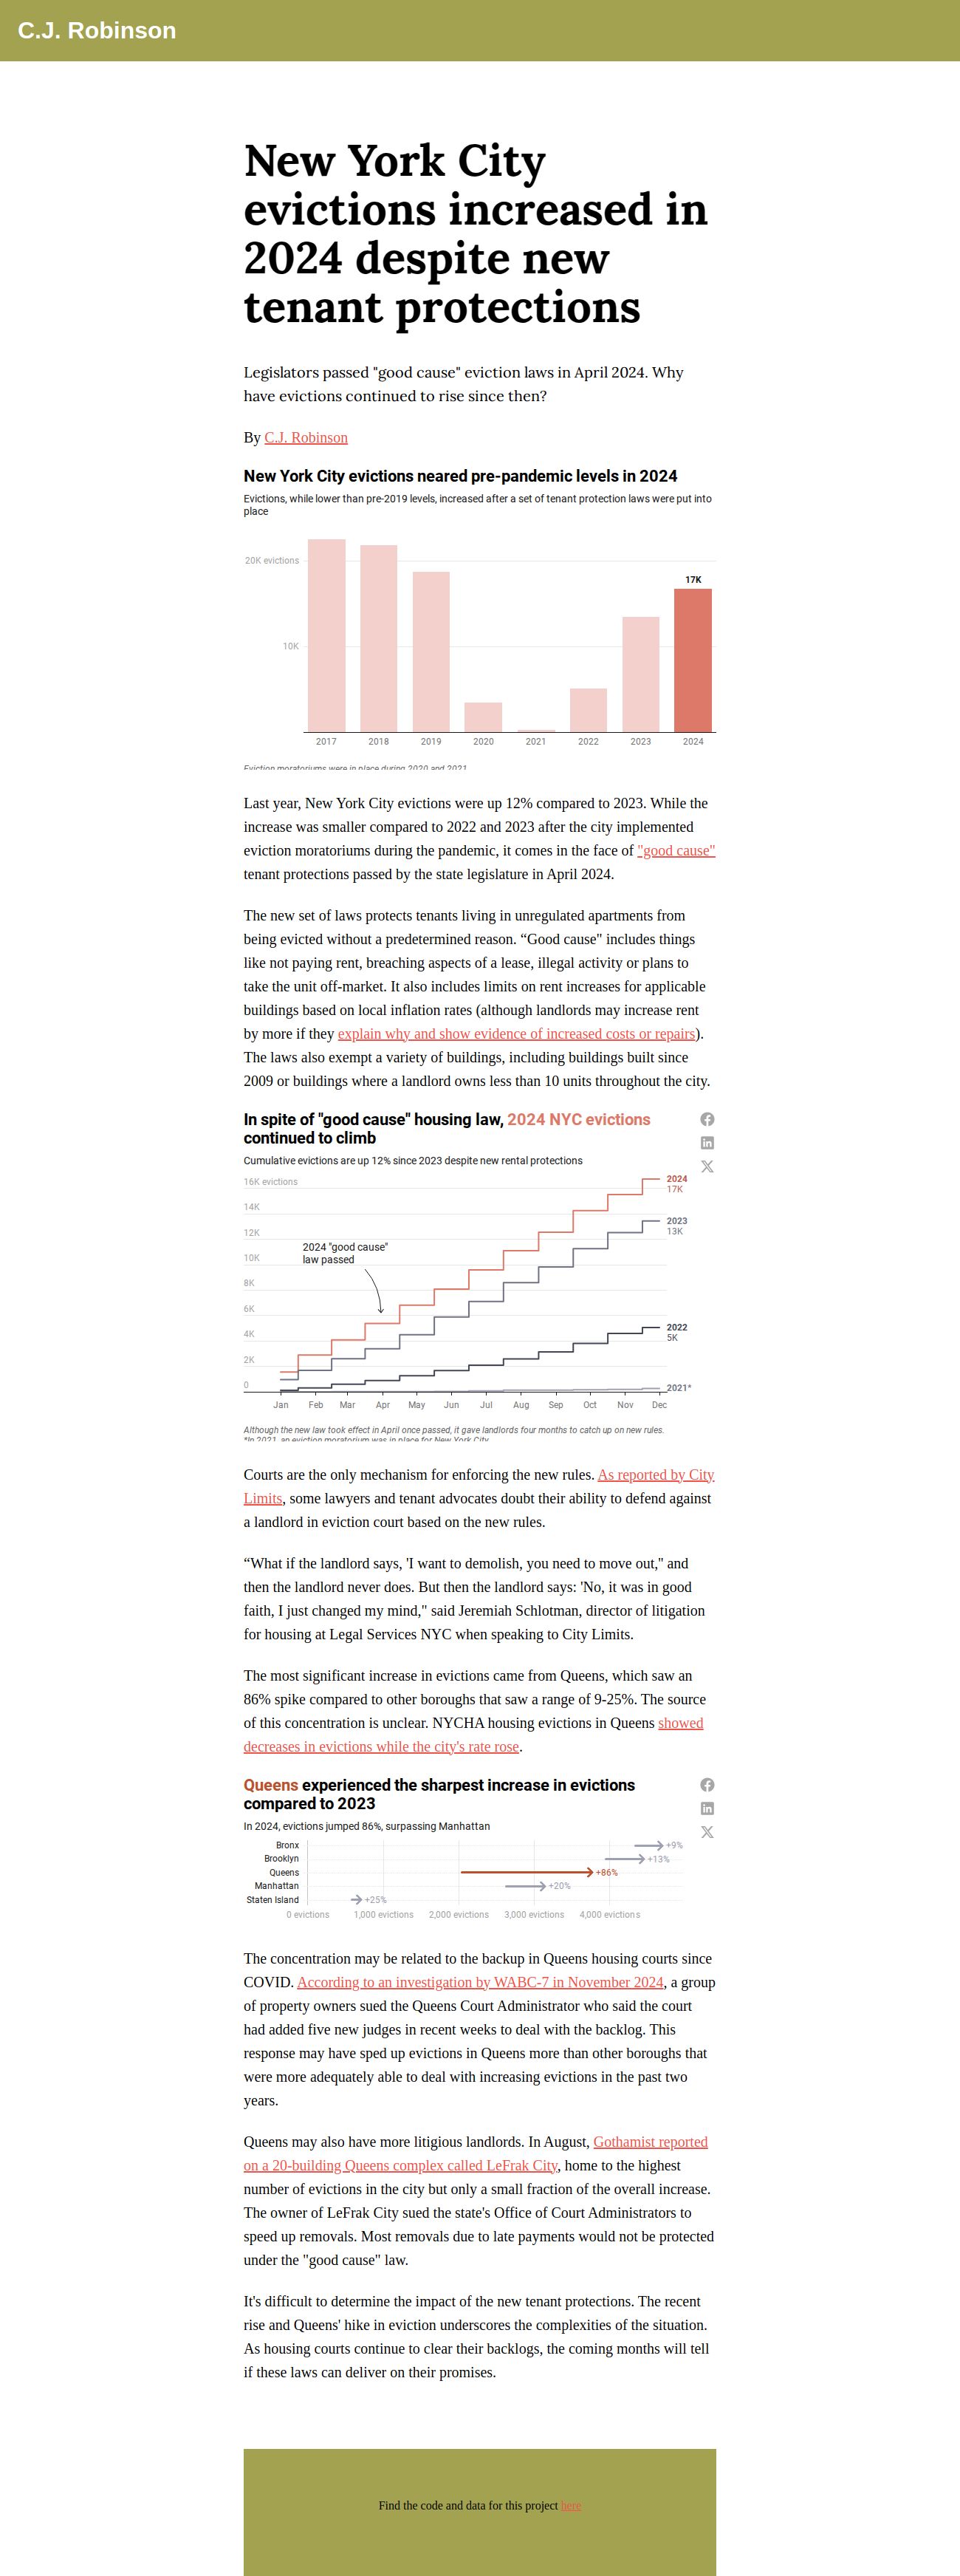 C.J. Robinson
New York City
evictions increased in
2024 despite new
tenant protections
Legislators passed "good cause" eviction laws in April 2024. Why
have evictions continued to rise since then?
By C.J. Robinson
New York City evictions neared pre-pandemic levels in 2024
Evictions, while lower than pre-2019 levels, increased after a set of tenant protection laws were put into
place
20K evictions
17K
10K
2017 2018 2019 2020 2021 2022 2023 2024
Eviction moratoriums were in place during 2020 and 2021
Last year, New York City evictions were up 12% compared to 2023. While the
increase was smaller compared to 2022 and 2023 after the city implemented
eviction moratoriums during the pandemic, it comes in the face of "good cause"
tenant protections passed by the state legislature in April 2024.
The new set of laws protects tenants living in unregulated apartments from
being evicted without a predetermined reason. “Good cause" includes things
like not paying rent, breaching aspects of a lease, illegal activity or plans to
take the unit off-market. It also includes limits on rent increases for applicable
buildings based on local inflation rates (although landlords may increase rent
by more if they explain why and show evidence of increased costs or repairs).
The laws also exempt a variety of buildings, including buildings built since
2009 or buildings where a landlord owns less than 10 units throughout the city.
In spite of "good cause" housing law, 2024 NYC evictions
continued to climb
Cumulative evictions are up 12% since 2023 despite new rental protections
16K evictions
2024
17K
14K
2023
13K
12K
2024 "good cause"
law passed
10K
8K
6K
2022
5K
4K
2K
0
2021*
Jan Feb Mar Apr May Jun Jul Aug Sep Oct Nov Dec
Although the new law took effect in April once passed, it gave landlords four months to catch up on new rules.
*In 2021, an eviction moratorium was in place for New York City
Courts are the only mechanism for enforcing the new rules. As reported by City
Limits, some lawyers and tenant advocates doubt their ability to defend against
a landlord in eviction court based on the new rules.
“What if the landlord says, 'I want to demolish, you need to move out," and
then the landlord never does. But then the landlord says: 'No, it was in good
faith, I just changed my mind," said Jeremiah Schlotman, director of litigation
for housing at Legal Services NYC when speaking to City Limits.
The most significant increase in evictions came from Queens, which saw an
86% spike compared to other boroughs that saw a range of 9-25%. The source
of this concentration is unclear. NYCHA housing evictions in Queens showed
decreases in evictions while the city's rate rose.
Queens experienced the sharpest increase in evictions
compared to 2023
In 2024, evictions jumped 86%, surpassing Manhattan
Bronx +9%
Brooklyn +13%
Queens +86%
Manhattan +20%
Staten Island +25%
0 evictions 1,000 evictions 2,000 evictions 3,000 evictions 4,000 evictions
The concentration may be related to the backup in Queens housing courts since
COVID. According to an investigation by WABC-7 in November 2024, a group
of property owners sued the Queens Court Administrator who said the court
had added five new judges in recent weeks to deal with the backlog. This
response may have sped up evictions in Queens more than other boroughs that
were more adequately able to deal with increasing evictions in the past two
years.
Queens may also have more litigious landlords. In August, Gothamist reported
on a 20-building Queens complex called LeFrak City, home to the highest
number of evictions in the city but only a small fraction of the overall increase.
The owner of LeFrak City sued the state's Office of Court Administrators to
speed up removals. Most removals due to late payments would not be protected
under the "good cause" law.
It's difficult to determine the impact of the new tenant protections. The recent
rise and Queens' hike in eviction underscores the complexities of the situation.
As housing courts continue to clear their backlogs, the coming months will tell
if these laws can deliver on their promises.
Find the code and data for this project here